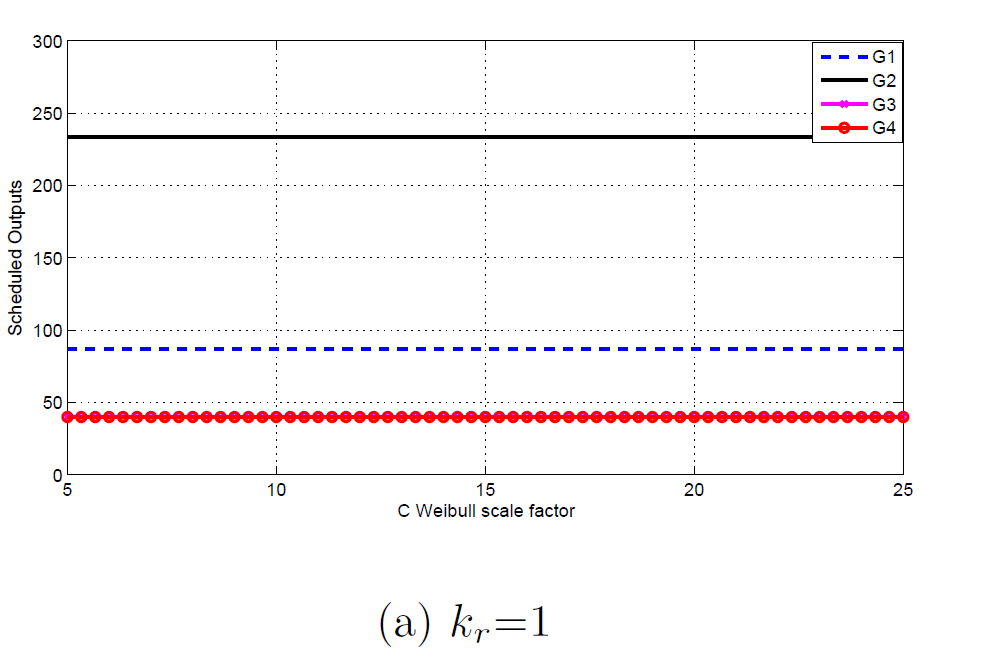 300
250
200
150
100
50
0
Scheduled Outputs
G1
G2
G3
G4
5 10 15 20 25
C Weibull scale factor
(a) kᵣ=1